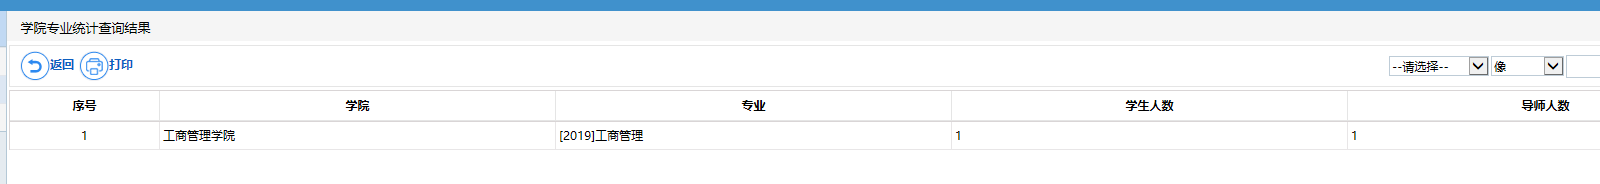 学院专业统计查询结果
返回 打印 --请选择-- 像
序号 学院 专业 学生人数 导师人数
1 工商管理学院 [2019]工商管理 1 1